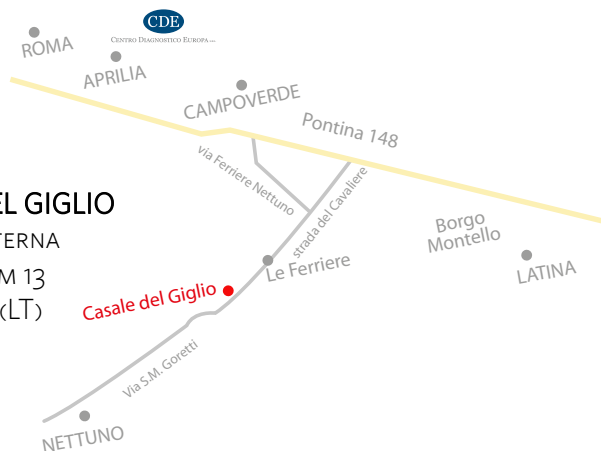 CDE
CENTRO DIAGNOSTICO EUROPA
ROMA
APRILIA
CAMPOVERDE
Pontina 148
via Ferriere Nettuno
strada del Cavaliere
EL GIGLIO
TERNA
M 13
(LT)
Borgo
Montello
LATINA
Le Ferriere
Casale del Giglio
Via S.M. Goretti
NETTUNO